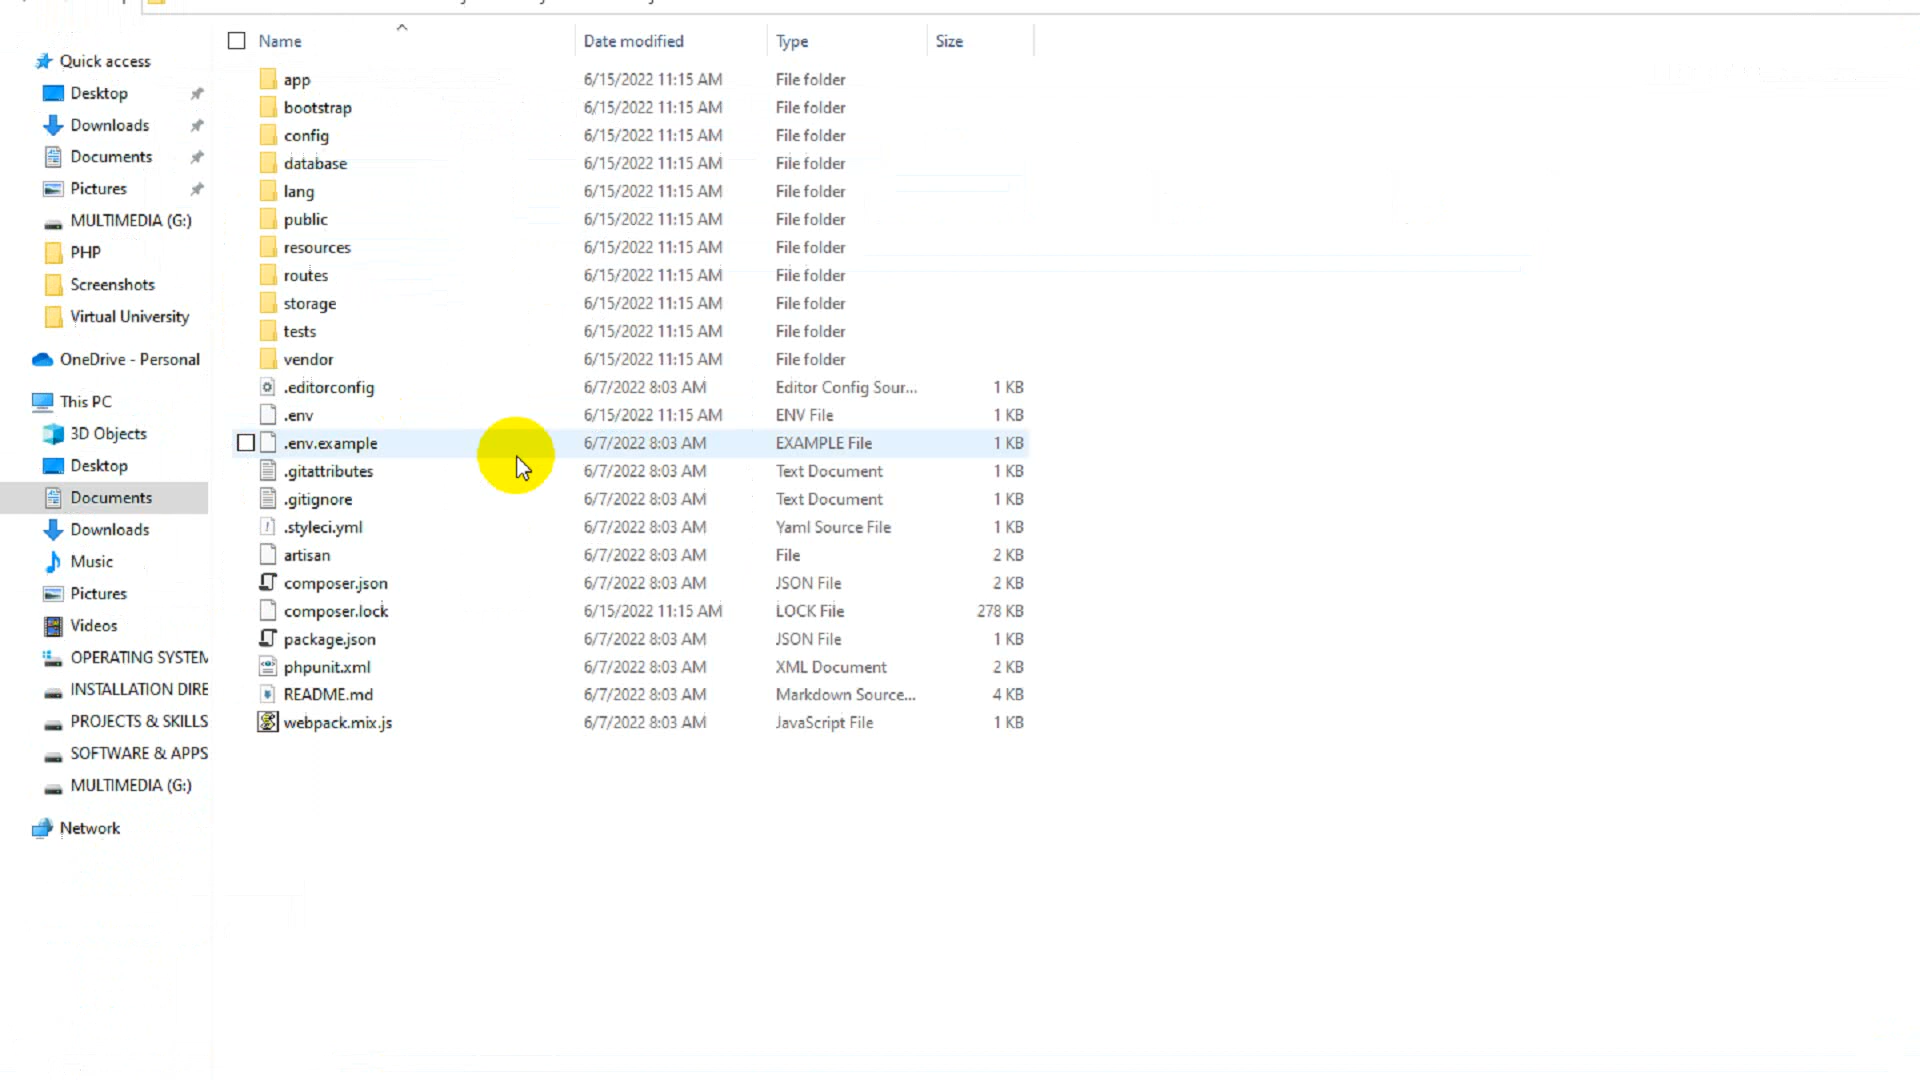 Name Date modified Type Size
Quick access
Desktop
Downloads
Documents
Pictures
MULTIMEDIA (G:)
PHP
Screenshots
Virtual University
OneDrive - Personal
This PC
3D Objects
Desktop
Documents
Downloads
Music
Pictures
Videos
OPERATING SYSTEM
INSTALLATION DIRE
PROJECTS & SKILLS
SOFTWARE & APPS
MULTIMEDIA (G:)
Network
app 6/15/2022 11:15 AM File folder
bootstrap 6/15/2022 11:15 AM File folder
config 6/15/2022 11:15 AM File folder
database 6/15/2022 11:15 AM File folder
lang 6/15/2022 11:15 AM File folder
public 6/15/2022 11:15 AM File folder
resources 6/15/2022 11:15 AM File folder
routes 6/15/2022 11:15 AM File folder
storage 6/15/2022 11:15 AM File folder
tests 6/15/2022 11:15 AM File folder
vendor 6/15/2022 11:15 AM File folder
.editorconfig 6/7/2022 8:03 AM Editor Config Sour... 1 KB
.env 6/15/2022 11:15 AM ENV File 1 KB
.env.example 6/7/2022 8:03 AM EXAMPLE File 1 KB
.gitattributes 6/7/2022 8:03 AM Text Document 1 KB
.gitignore 6/7/2022 8:03 AM Text Document 1 KB
.styleci.yml 6/7/2022 8:03 AM Yaml Source File 1 KB
artisan 6/7/2022 8:03 AM File 2 KB
composer.json 6/7/2022 8:03 AM JSON File 2 KB
composer.lock 6/15/2022 11:15 AM LOCK File 278 KB
package.json 6/7/2022 8:03 AM JSON File 1 KB
phpunit.xml 6/7/2022 8:03 AM XML Document 2 KB
README.md 6/7/2022 8:03 AM Markdown Source... 4 KB
webpack.mix.js 6/7/2022 8:03 AM JavaScript File 1 KB